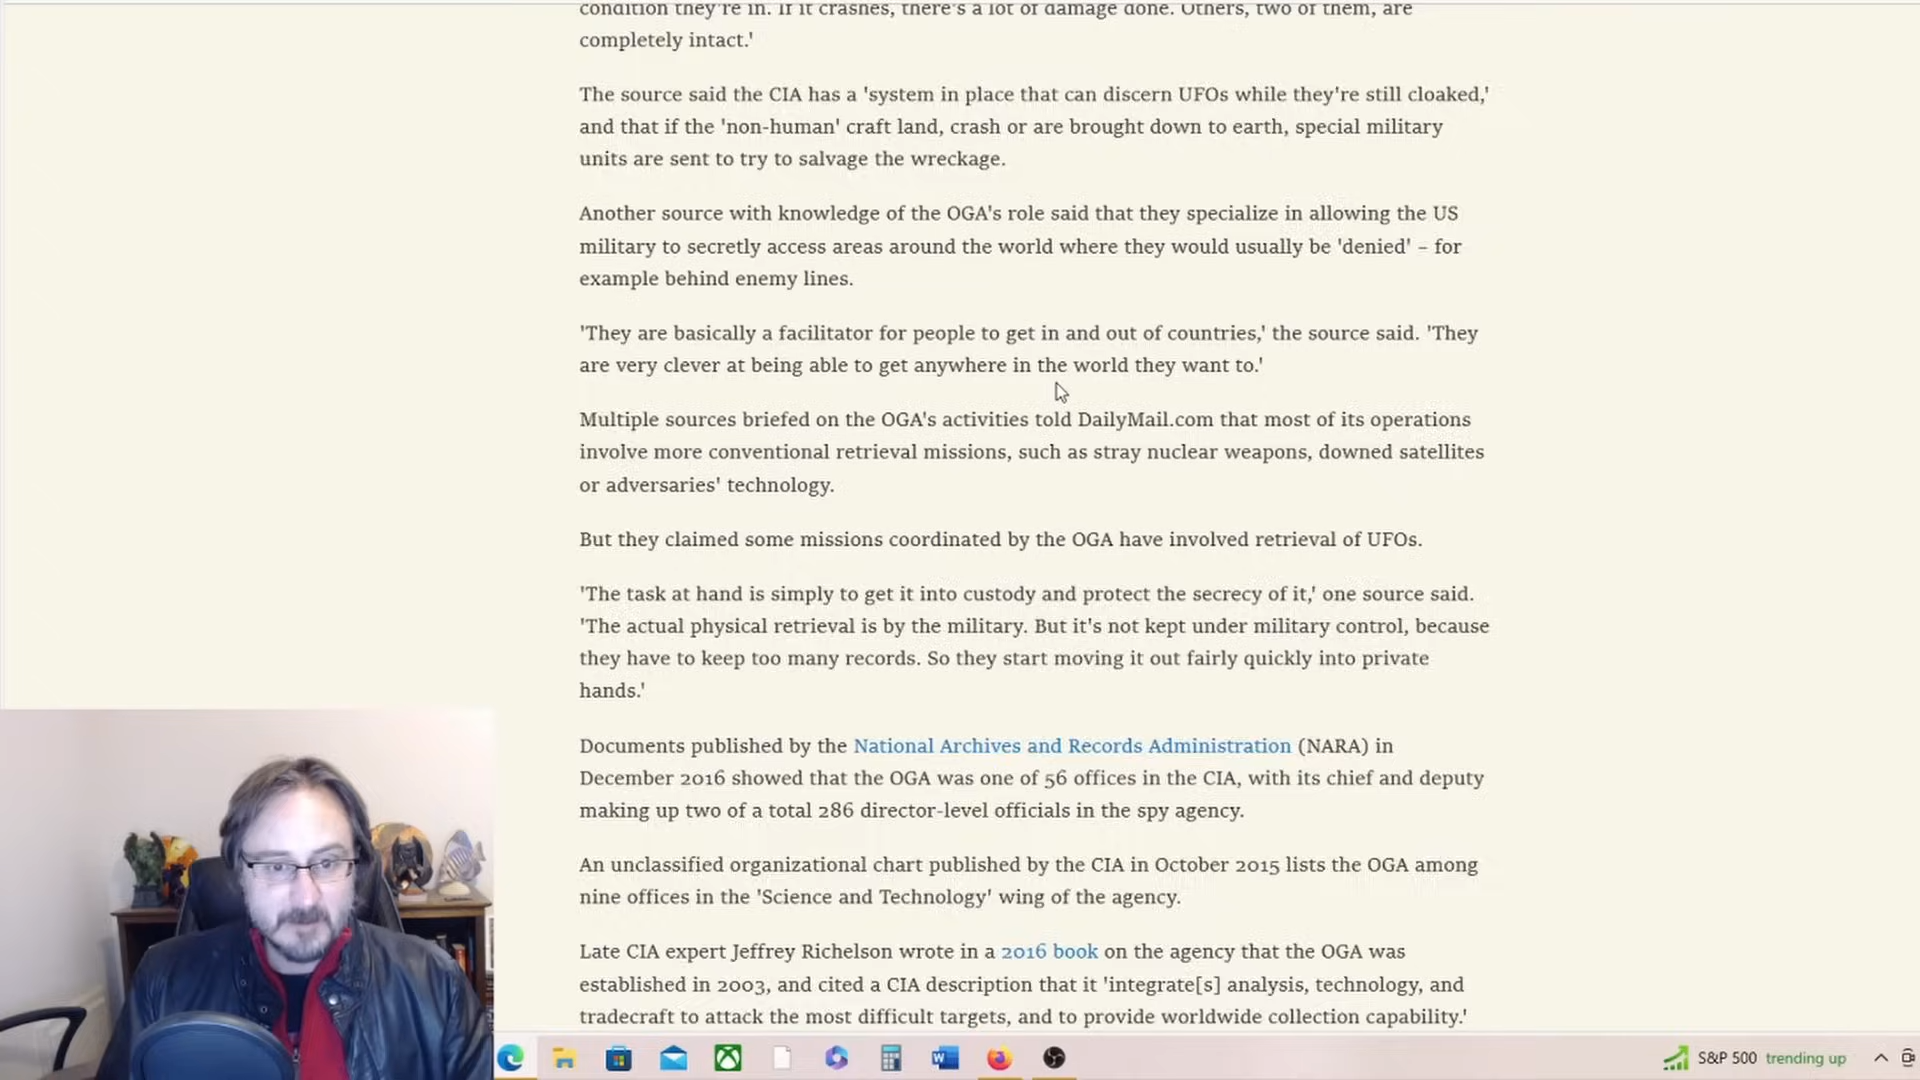 condition they're in. If it crashes, there's a lot of damage done. Others, two of them, are
completely intact.'
The source said the CIA has a 'system in place that can discern UFOs while they're still cloaked,'
and that if the 'non-human' craft land, crash or are brought down to earth, special military
units are sent to try to salvage the wreckage.
Another source with knowledge of the OGA's role said that they specialize in allowing the US
military to secretly access areas around the world where they would usually be 'denied' – for
example behind enemy lines.
'They are basically a facilitator for people to get in and out of countries,' the source said. 'They
are very clever at being able to get anywhere in the world they want to.'
Multiple sources briefed on the OGA's activities told DailyMail.com that most of its operations
involve more conventional retrieval missions, such as stray nuclear weapons, downed satellites
or adversaries' technology.
But they claimed some missions coordinated by the OGA have involved retrieval of UFOs.
'The task at hand is simply to get it into custody and protect the secrecy of it,' one source said.
'The actual physical retrieval is by the military. But it's not kept under military control, because
they have to keep too many records. So they start moving it out fairly quickly into private
hands.'
Documents published by the National Archives and Records Administration (NARA) in
December 2016 showed that the OGA was one of 56 offices in the CIA, with its chief and deputy
making up two of a total 286 director-level officials in the spy agency.
An unclassified organizational chart published by the CIA in October 2015 lists the OGA among
nine offices in the 'Science and Technology' wing of the agency.
Late CIA expert Jeffrey Richelson wrote in a 2016 book on the agency that the OGA was
established in 2003, and cited a CIA description that it 'integrate[s] analysis, technology, and
tradecraft to attack the most difficult targets, and to provide worldwide collection capability.'
S&P 500 trending up